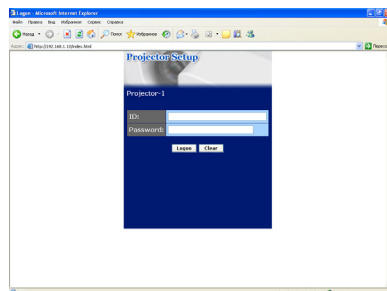 Logon - Microsoft Internet Explorer
Файл Правка Вид Избранное Сервис Справка
Назад Поиск Избранное
Адрес: http://192.168.1.10/index.html
Projector Setup
Projector-1
ID:
Password:
Logon Clear